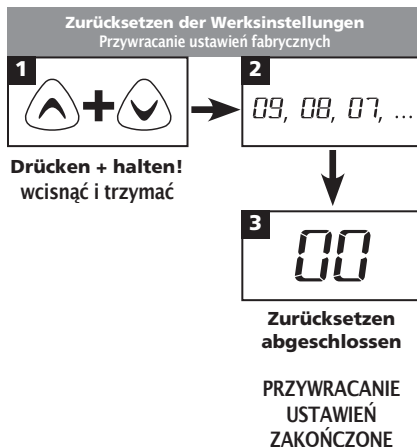 Zurücksetzen der Werksinstellungen
Przywracanie ustawień fabrycznych
1
+
Drücken + halten!
wcisnąć i trzymać
2
09, 08, 07, ...
3
00
Zurücksetzen
abgeschlossen
PRZYWRACANIE
USTAWIEŃ
ZAKOŃCZONE